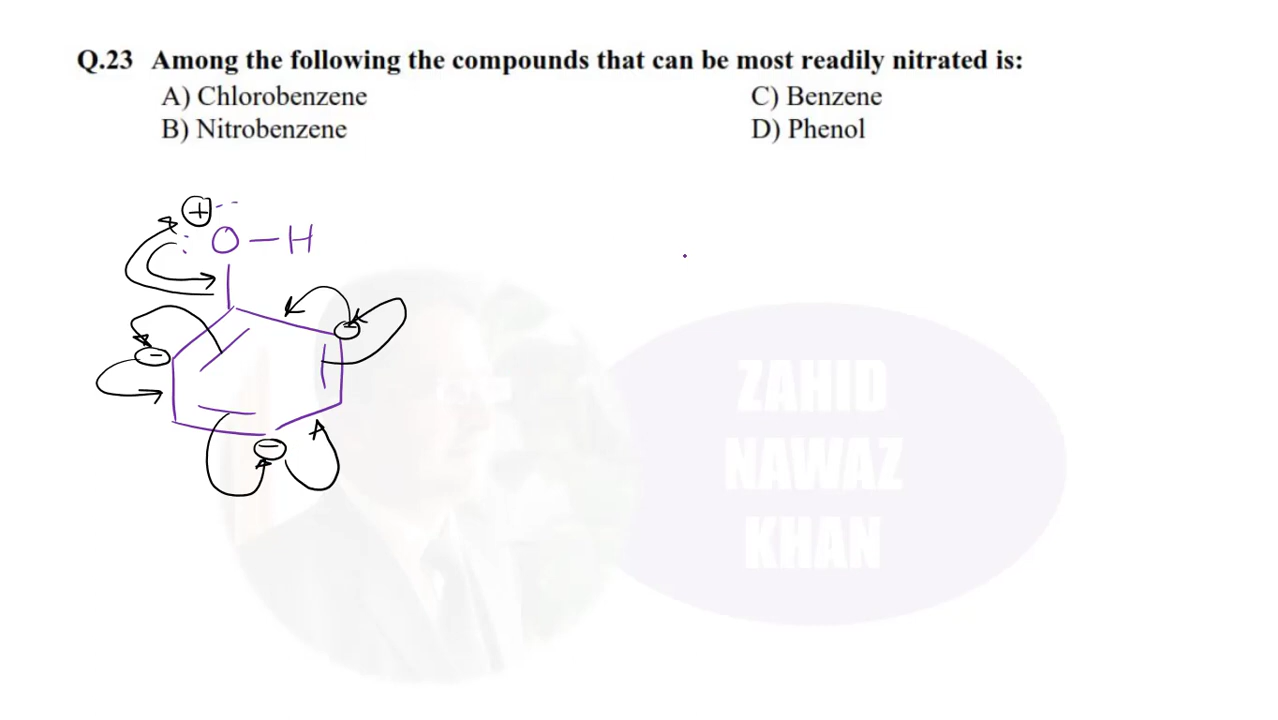 Q.23 Among the following the compounds that can be most readily nitrated is:
A) Chlorobenzene C) Benzene
B) Nitrobenzene D) Phenol
+
:O-H
-
-
-
ZAHID
NAWAZ
KHAN